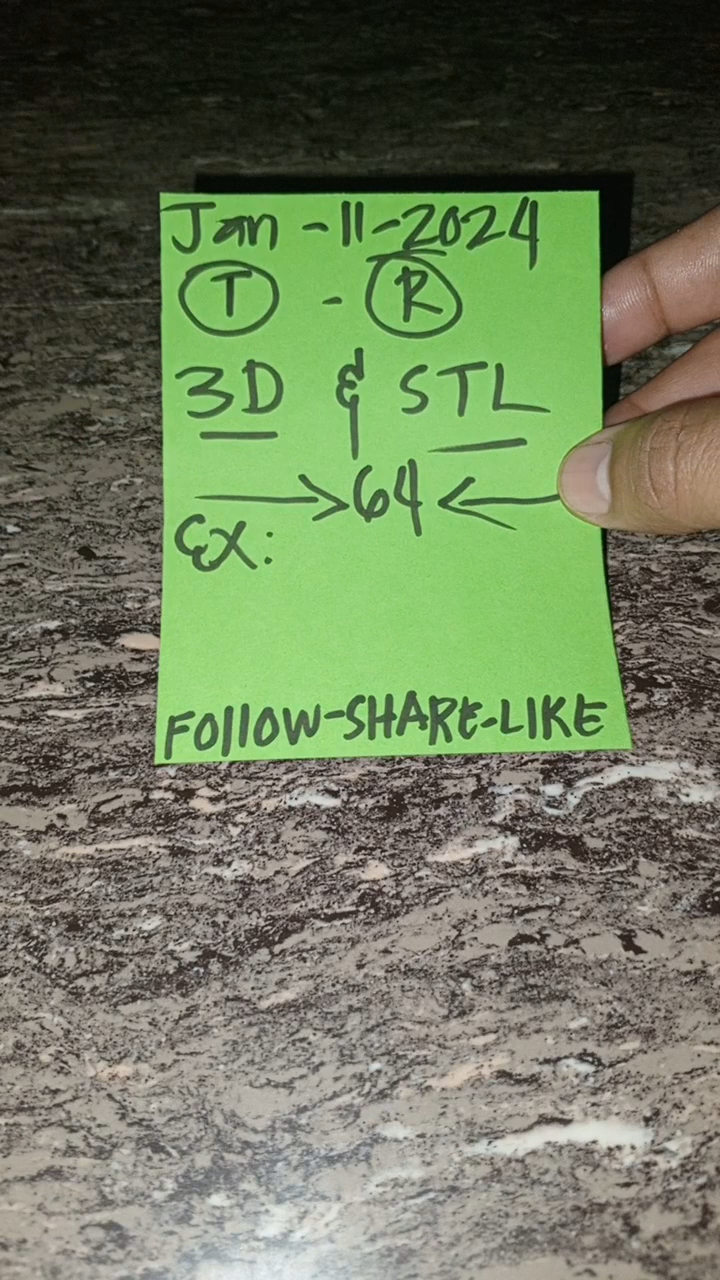 Jan -11-2024
T - R
3D & STL
→64←
Ex:
FOllOW-SHARE-LIKE